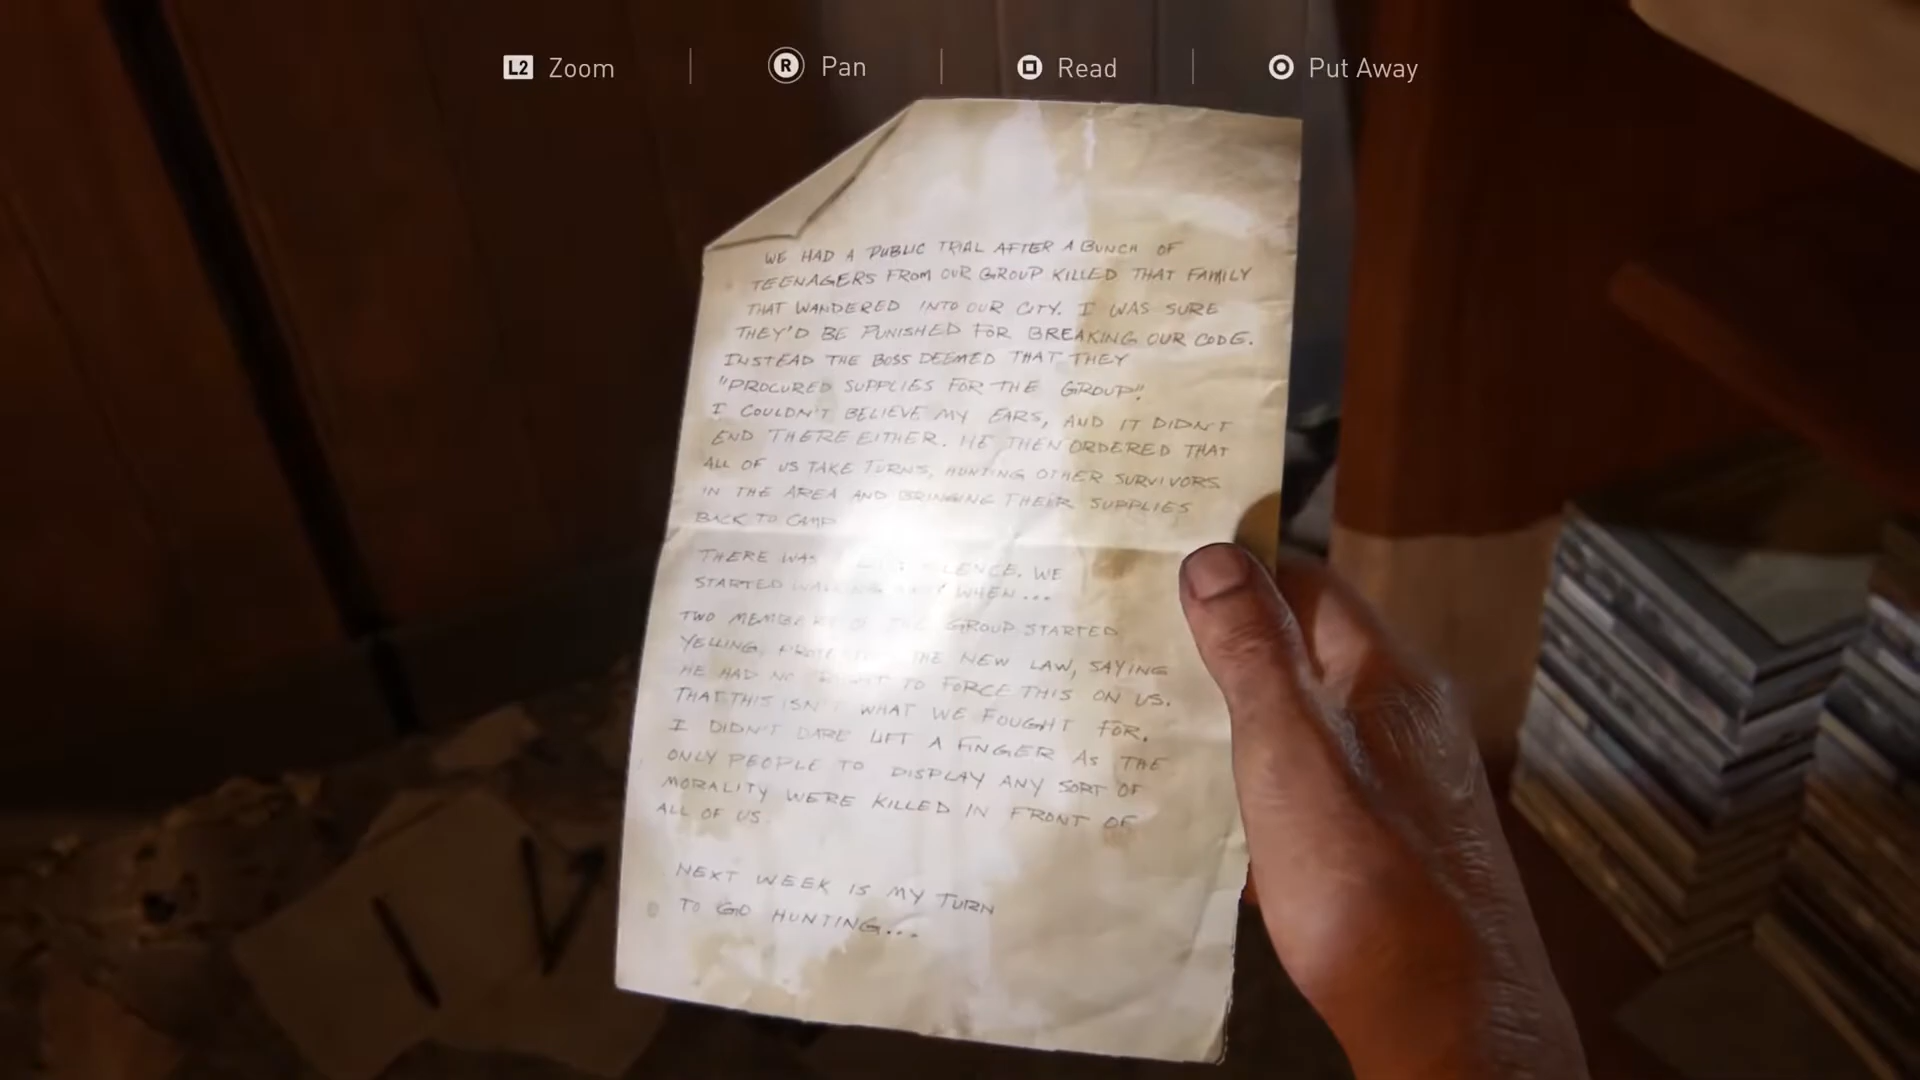 L2 Zoom
R Pan
Read
Put Away
WE HAD A PUBLIC TRIAL AFTER A BUNCH OF
TEENAGERS FROM OUR GROUP KILLED THAT FAMILY
THAT WANDERED INTO OUR CITY. I WAS SURE
THEY'D BE PUNISHED FOR BREAKING OUR CODE.
INSTEAD THE BOSS DEEMED THAT THEY
"PROCURED SUPPLIES FOR THE GROUP".
I COULDN'T BELIEVE MY EARS, AND IT DIDN'T
END THERE EITHER. HE THEN ORDERED THAT
ALL OF US TAKE TURNS, HUNTING OTHER SURVIVORS
IN THE AREA AND BRINGING THEIR SUPPLIES
BACK TO CAMP
THERE WAS SILENCE. WE
STARTED WALKING AWAY WHEN...
TWO MEMBERS OF THE GROUP STARTED
YELLING, THE NEW LAW, SAYING
HE HAD NO RIGHT TO FORCE THIS ON US.
THAT THIS ISN'T WHAT WE FOUGHT FOR.
I DIDN'T DARE LIFT A FINGER AS THE
ONLY PEOPLE TO DISPLAY ANY SORT OF
MORALITY WERE KILLED IN FRONT OF
ALL OF US.
NEXT WEEK IS MY TURN
TO GO HUNTING...